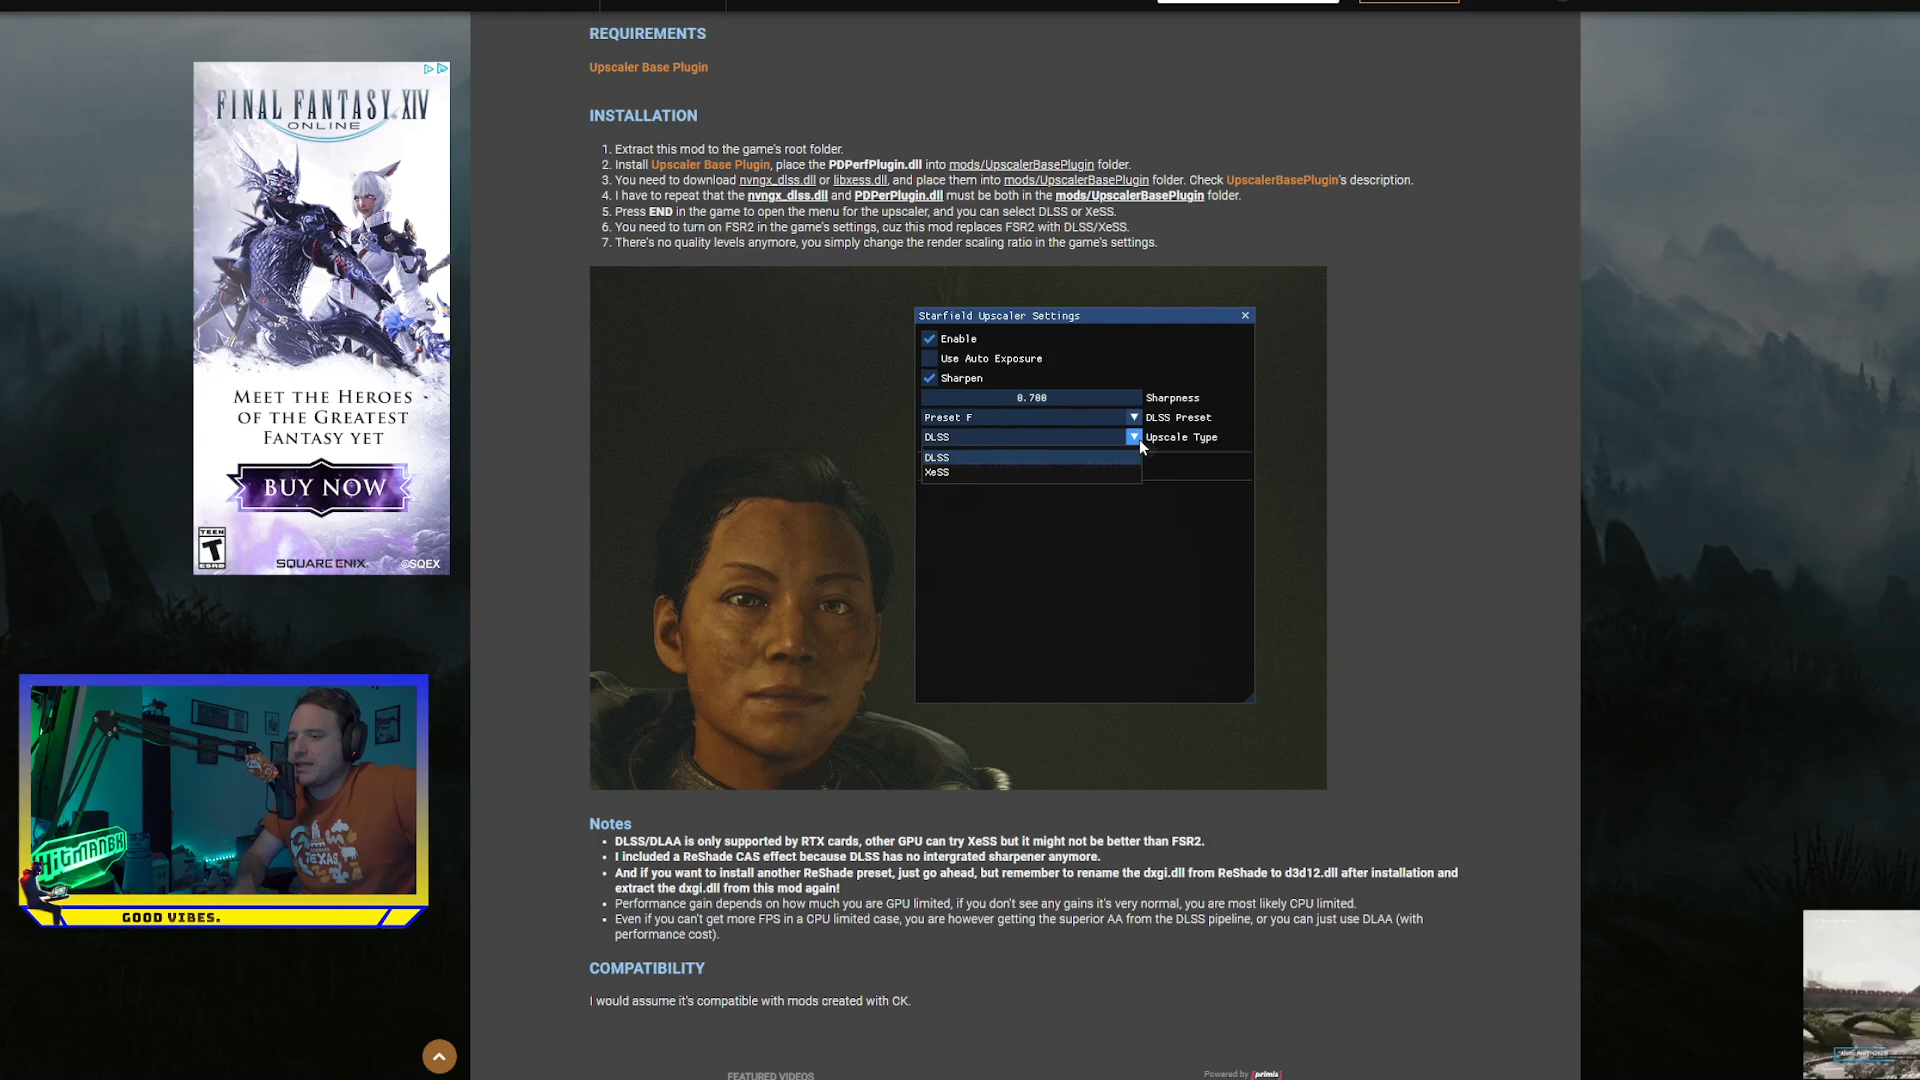 REQUIREMENTS
Upscaler Base Plugin
INSTALLATION
1. Extract this mod to the game's root folder.
2. Install Upscaler Base Plugin, place the PDPerfPlugin.dll into mods/UpscalerBasePlugin folder.
3. You need to download nvngx_dlss.dll or libxess.dll, and place them into mods/UpscalerBasePlugin folder. Check UpscalerBasePlugin's description.
4. I have to repeat that the nvngx_dlss.dll and PDPerPlugin.dll must be both in the mods/UpscalerBasePlugin folder.
5. Press END in the game to open the menu for the upscaler, and you can select DLSS or XeSS.
6. You need to turn on FSR2 in the game's settings, cuz this mod replaces FSR2 with DLSS/XeSS.
7. There's no quality levels anymore, you simply change the render scaling ratio in the game's settings.
FINAL FANTASY XIV
ONLINE
MEET THE HEROES
OF THE GREATEST
FANTASY YET
BUY NOW
TEEN
T
ESRB
SQUARE ENIX.
©SQEX
Starfield Upscaler Settings
Enable
Use Auto Exposure
Sharpen
0.700 Sharpness
Preset F DLSS Preset
DLSS Upscale Type
DLSS
XeSS
HitmanBK
GOOD VIBES.
Notes
• DLSS/DLAA is only supported by RTX cards, other GPU can try XeSS but it might not be better than FSR2.
• I included a ReShade CAS effect because DLSS has no intergrated sharpener anymore.
• And if you want to install another ReShade preset, just go ahead, but remember to rename the dxgi.dll from ReShade to d3d12.dll after installation and
extract the dxgi.dll from this mod again!
• Performance gain depends on how much you are GPU limited, if you don't see any gains it's very normal, you are most likely CPU limited.
• Even if you can't get more FPS in a CPU limited case, you are however getting the superior AA from the DLSS pipeline, or you can just use DLAA (with
performance cost).
COMPATIBILITY
I would assume it's compatible with mods created with CK.
FEATURED VIDEOS
Powered by [primis]